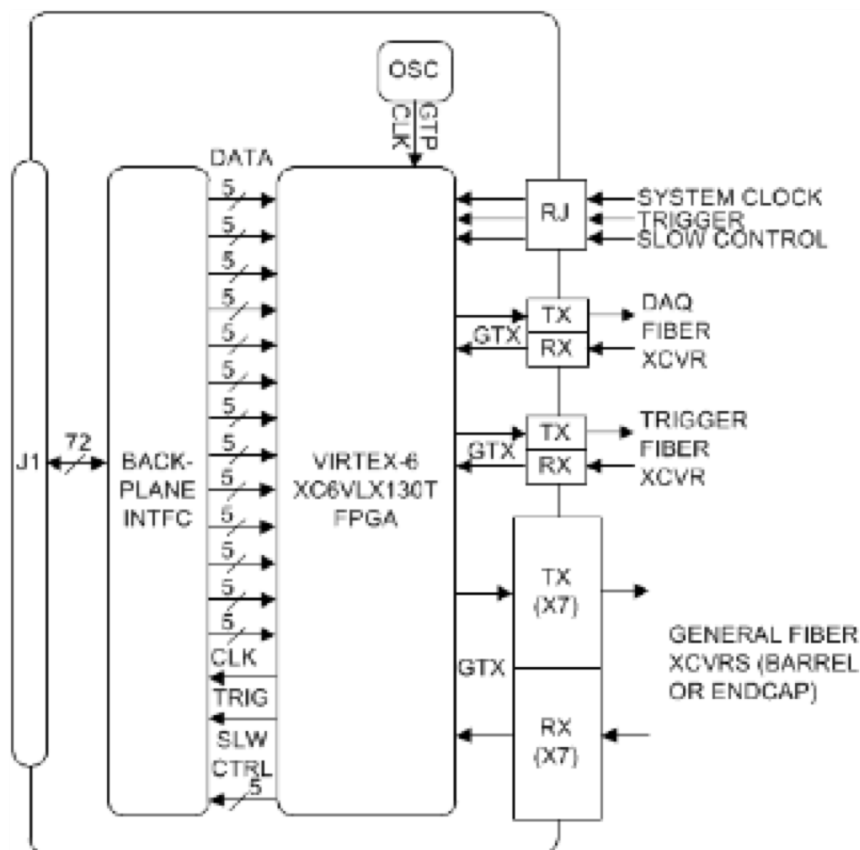 OSC
GTP
CLK
DATA
5
5
5
5
5
5
5
5
5
5
5
5
5
CLK
TRIG
SLW
CTRL
5
J1
72
BACK-
PLANE
INTFC
VIRTEX-6
XC6VLX130T
FPGA
RJ
SYSTEM CLOCK
TRIGGER
SLOW CONTROL
GTX
TX
RX
DAQ
FIBER
XCVR
GTX
TX
RX
TRIGGER
FIBER
XCVR
GTX
TX
(X7)
RX
(X7)
GENERAL FIBER
XCVRS (BARREL
OR ENDCAP)